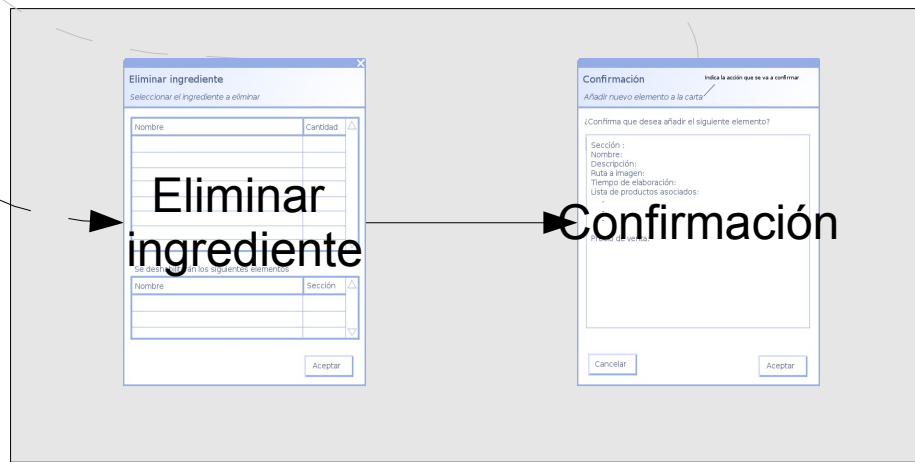 Eliminar ingrediente
Seleccionar el ingrediente a eliminar
Nombre Cantidad
Eliminar
ingrediente
Se deshabilitarán los siguientes elementos
Nombre Sección
Aceptar
Confirmación
Indica la acción que se va a confirmar
Añadir nuevo elemento a la carta
¿Confirma que desea añadir el siguiente elemento?
Sección :
Nombre:
Descripción:
Ruta a imagen:
Tiempo de elaboración:
Lista de productos asociados:
-
Confirmación
-
Precio de venta:
Cancelar Aceptar